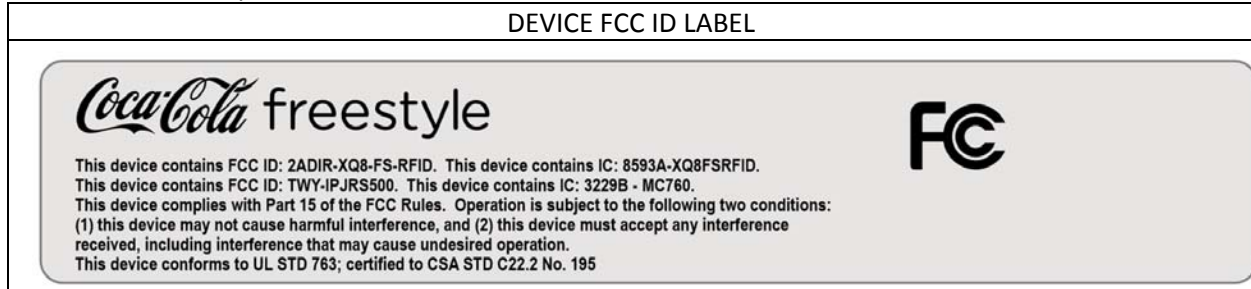 DEVICE FCC ID LABEL
Coca-Cola freestyle
FC
This device contains FCC ID: 2ADIR-XQ8-FS-RFID. This device contains IC: 8593A-XQ8FSRFID.
This device contains FCC ID: TWY-IPJRS500. This device contains IC: 3229B - MC760.
This device complies with Part 15 of the FCC Rules. Operation is subject to the following two conditions:
(1) this device may not cause harmful interference, and (2) this device must accept any interference
received, including interference that may cause undesired operation.
This device conforms to UL STD 763; certified to CSA STD C22.2 No. 195